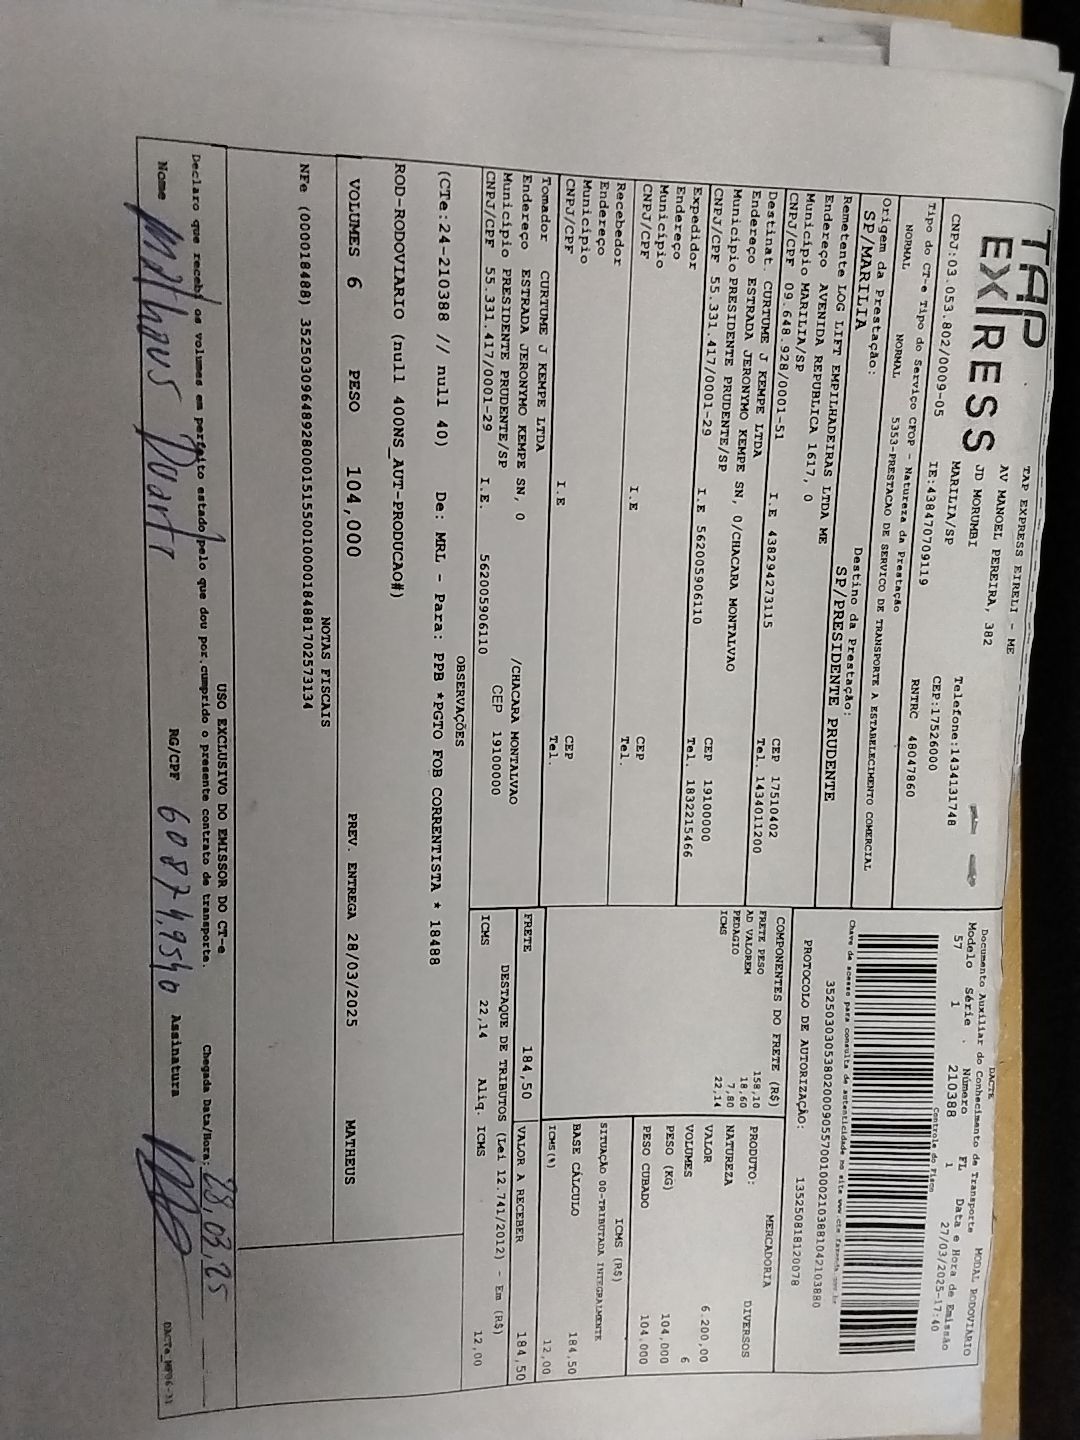 TAP
EXPRESS
TAP EXPRESS EIRELI - ME
AV MANOEL PEREIRA, 382
JD MORUMBI
MARILIA/SP
Telefone:1434131748
CEP:17526000
CNPJ:03.053.802/0009-05
IE:438470709119
RNTRC 48047860
DACTE
Documento Auxiliar do Conhecimento de Transporte
MODAL RODOVIÁRIO
Modelo Série Número FL Data e Hora de Emissão
57 1 210388 1 27/03/2025-17:40
Controle do Fisco
Chave de acesso para consulta de autenticidade no site www.cte.fazenda.gov.br
35250303053802000905570010002103881042103880
PROTOCOLO DE AUTORIZAÇÃO: 135250818120078
Tipo do CT-e Tipo do Serviço CFOP - Natureza da Prestação
NORMAL NORMAL 5353-PRESTACAO DE SERVICO DE TRANSPORTE A ESTABELECIMENTO COMERCIAL
Origem da Prestação: Destino da Prestação:
SP/MARILIA SP/PRESIDENTE PRUDENTE
Remetente LOG LIFT EMPILHADEIRAS LTDA ME
Endereço AVENIDA REPUBLICA 1617, 0
Município MARILIA/SP CEP 17510402
CNPJ/CPF 09.648.928/0001-51 I.E 438294273115 Tel. 1434011200
Destinat. CURTUME J KEMPE LTDA
Endereço ESTRADA JERONYMO KEMPE SN, 0/CHACARA MONTALVAO
Município PRESIDENTE PRUDENTE/SP CEP 19100000
CNPJ/CPF 55.331.417/0001-29 I.E 562005906110 Tel. 1832215466
Expedidor
Endereço
Município CEP
CNPJ/CPF I.E Tel.
Recebedor
Endereço
Município CEP
CNPJ/CPF I.E Tel.
Tomador CURTUME J KEMPE LTDA
Endereço ESTRADA JERONYMO KEMPE SN, 0 /CHACARA MONTALVAO
Município PRESIDENTE PRUDENTE/SP CEP 19100000
CNPJ/CPF 55.331.417/0001-29 I.E. 562005906110
COMPONENTES DO FRETE (R$)
FRETE PESO 158,10
AD VALOREM 18,60
PEDAGIO 7,80
ICMS 22,14
MERCADORIA
PRODUTO: DIVERSOS
NATUREZA
VALOR 6.200,00
VOLUMES 6
PESO (KG) 104,000
PESO CUBADO 104.000
ICMS (R$)
SITUAÇÃO 00-TRIBUTADA INTEGRALMENTE
BASE CÁLCULO 184,50
ICMS(%) 12,00
FRETE 184,50
VALOR A RECEBER 184,50
DESTAQUE DE TRIBUTOS (Lei 12.741/2012) - Em (R$)
ICMS 22,14 Aliq. ICMS 12,00
OBSERVAÇÕES
(CTe:24-210388 // null 40) De: MRL - Para: PPB *PGTO FOB CORRENTISTA * 18488
ROD-RODOVIARIO (null 400NS_AUT-PRODUCAO#)
VOLUMES 6 PESO 104,000 PREV. ENTREGA 28/03/2025 MATHEUS
NOTAS FISCAIS
NFe (000018488) 35250309648928000151550010000184881702573134
USO EXCLUSIVO DO EMISSOR DO CT-e
Declaro que recebi os volumes em perfeito estado pelo que dou por cumprido o presente contrato de transporte.
Chegada Data/Hora: 28,03,25
Nome Matheus Duarte RG/CPF Assinatura
DACTe_MP06-31